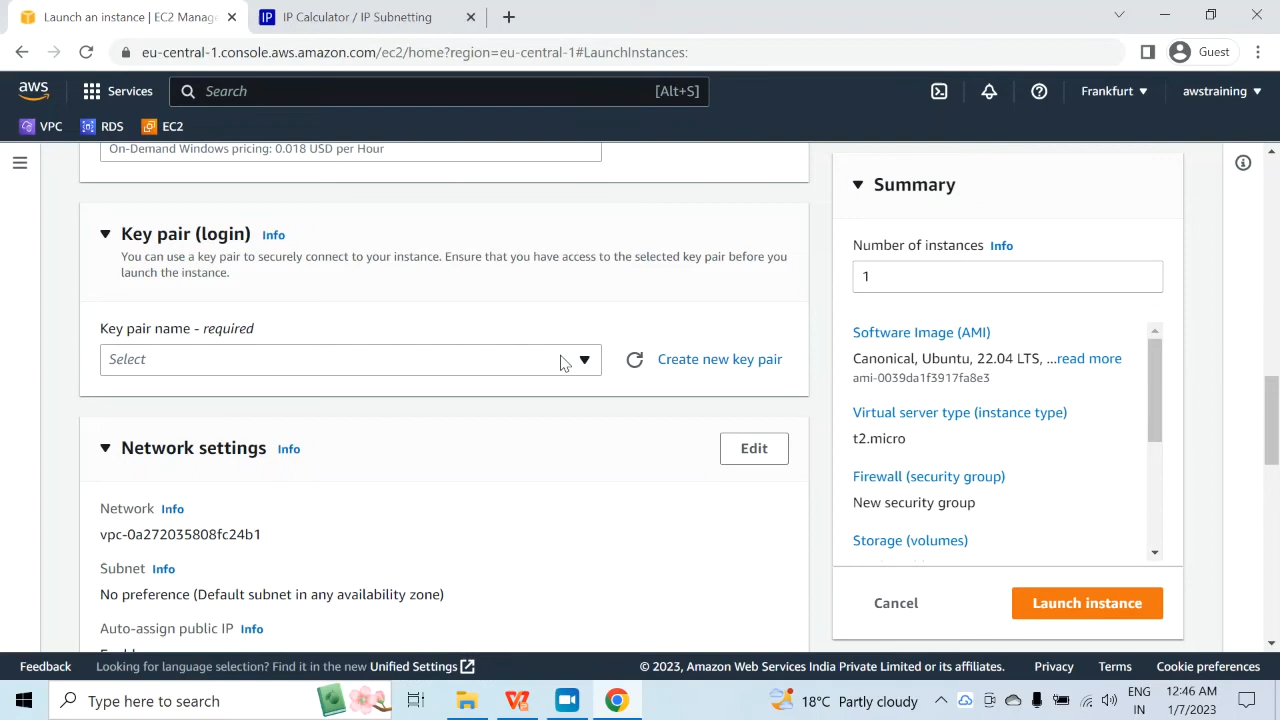 Launch an instance | EC2 Manage
IP Calculator / IP Subnetting
eu-central-1.console.aws.amazon.com/ec2/home?region=eu-central-1#LaunchInstances:
Guest
aws
Services
Search
[Alt+S]
Frankfurt
awstraining
VPC
RDS
EC2
On-Demand Windows pricing: 0.018 USD per Hour
Key pair (login) Info
You can use a key pair to securely connect to your instance. Ensure that you have access to the selected key pair before you
launch the instance.
Key pair name - required
Select
Create new key pair
Network settings Info
Edit
Network Info
vpc-0a272035808fc24b1
Subnet Info
No preference (Default subnet in any availability zone)
Auto-assign public IP Info
Summary
Number of instances Info
1
Software Image (AMI)
Canonical, Ubuntu, 22.04 LTS, ...read more
ami-0039da1f3917fa8e3
Virtual server type (instance type)
t2.micro
Firewall (security group)
New security group
Storage (volumes)
Cancel
Launch instance
Feedback
Looking for language selection? Find it in the new Unified Settings
© 2023, Amazon Web Services India Private Limited or its affiliates.
Privacy
Terms
Cookie preferences
Type here to search
18°C Partly cloudy
ENG
IN
12:46 AM
1/7/2023